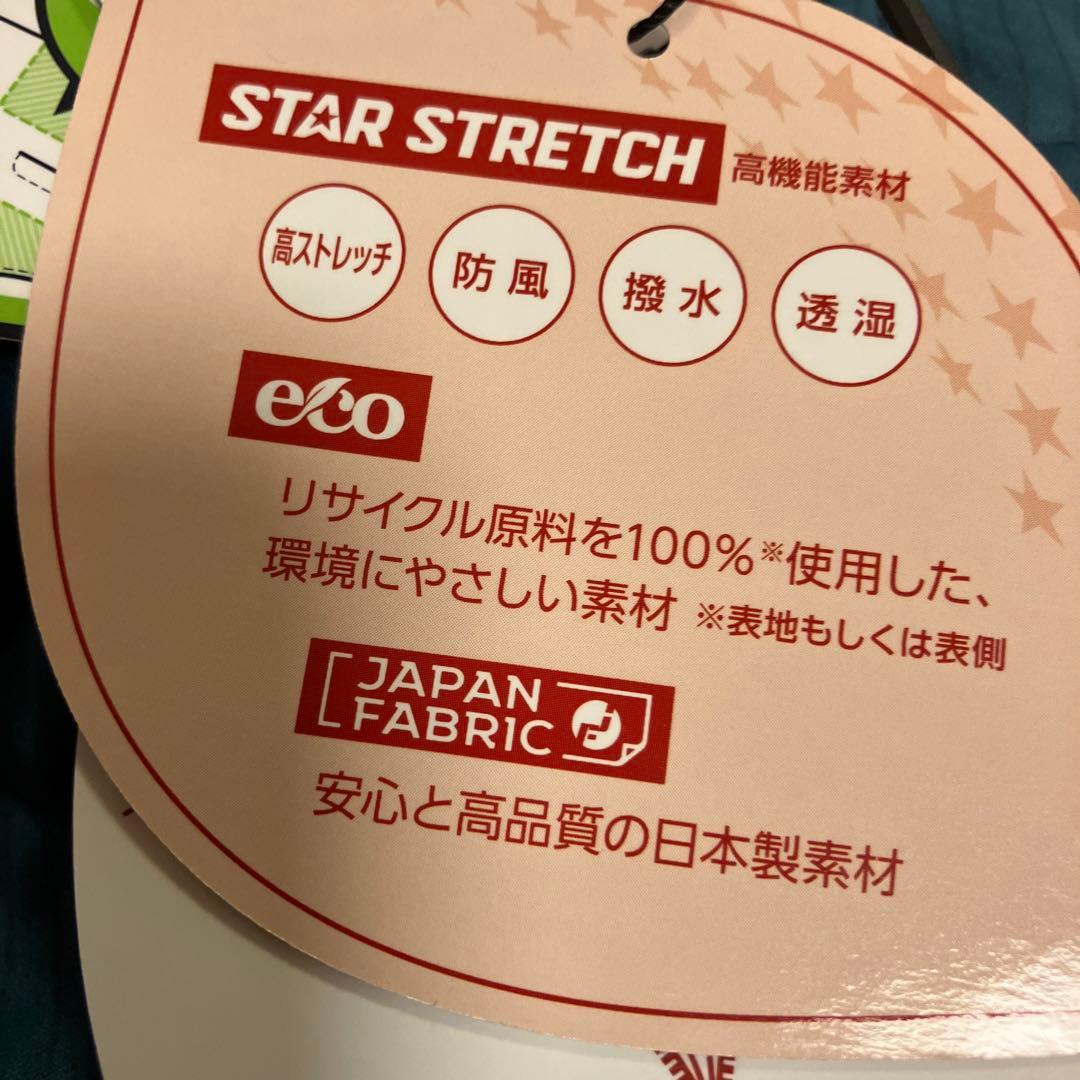 STAR STRETCH 高機能素材
高ストレッチ 防風 撥水 透湿
eco
リサイクル原料を100%※使用した、
環境にやさしい素材 ※表地もしくは表側
JAPAN
FABRIC
安心と高品質の日本製素材